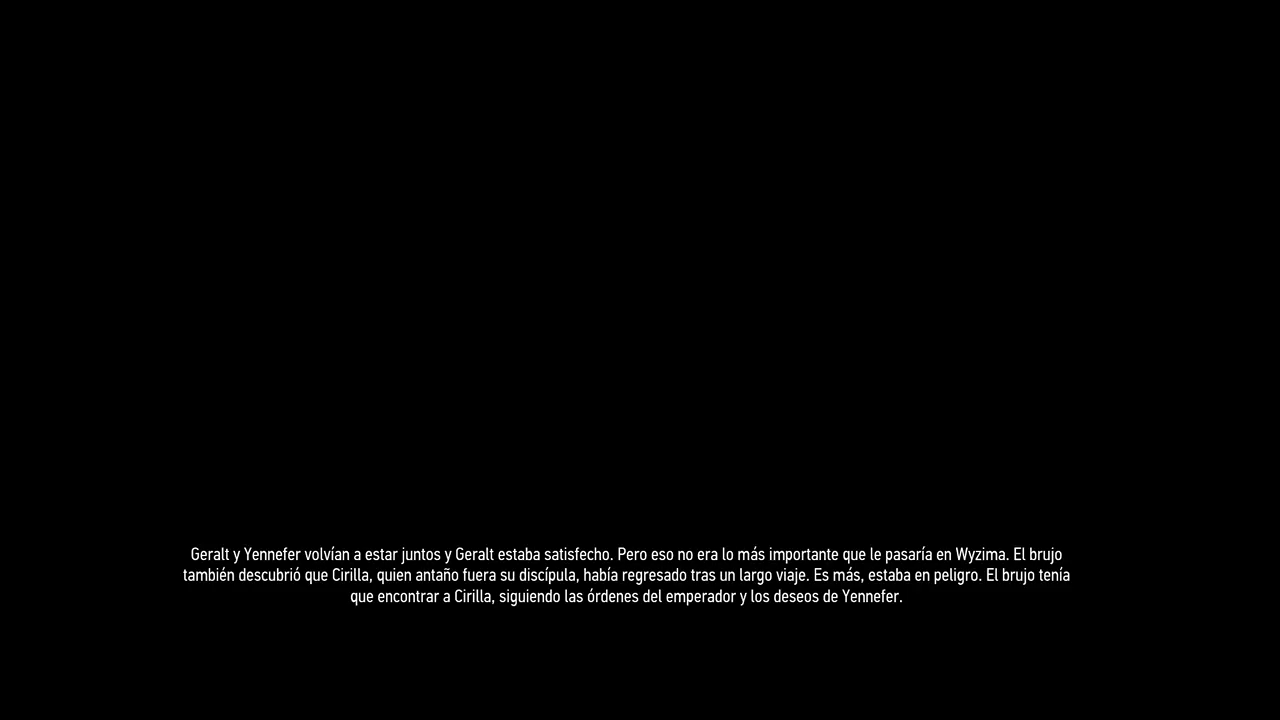 Geralt y Yennefer volvían a estar juntos y Geralt estaba satisfecho. Pero eso no era lo más importante que le pasaría en Wyzima. El brujo
también descubrió que Cirilla, quien antaño fuera su discípula, había regresado tras un largo viaje. Es más, estaba en peligro. El brujo tenía
que encontrar a Cirilla, siguiendo las órdenes del emperador y los deseos de Yennefer.